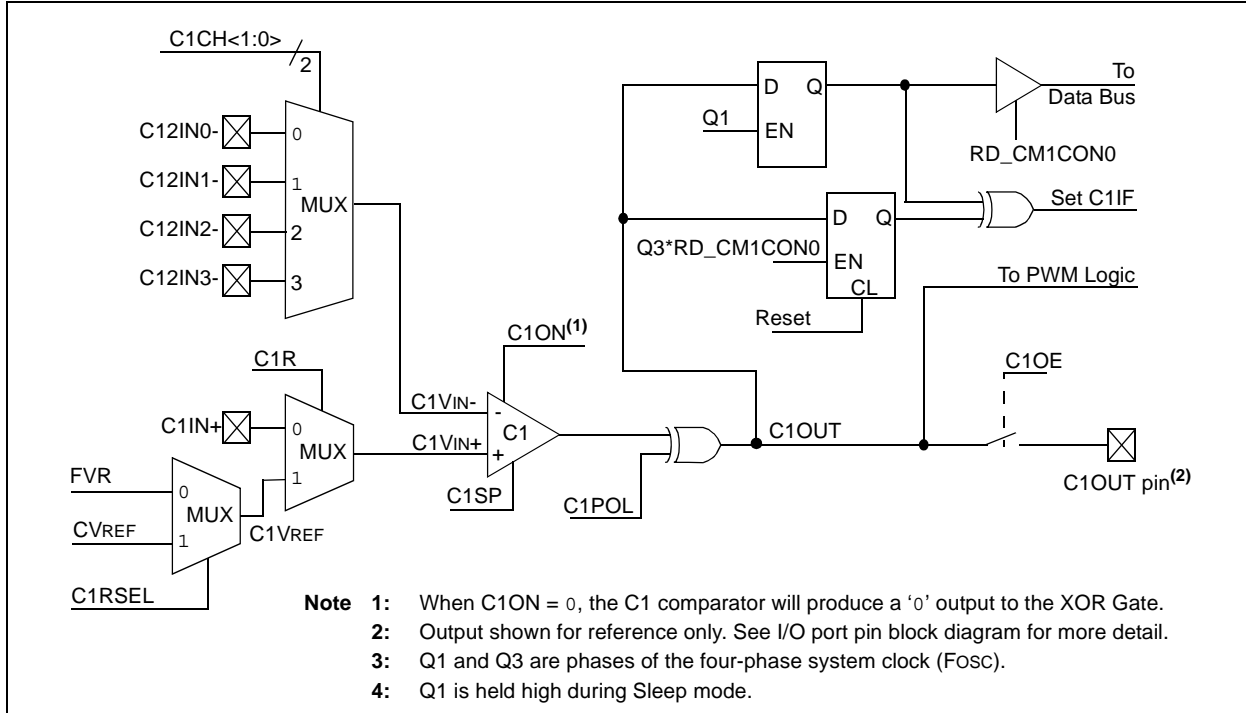 C1CH<1:0>
2
C12IN0-
0
C12IN1-
1
MUX
C12IN2-
2
C12IN3-
3
D
Q
Q1
EN
To
Data Bus
RD_CM1CON0
D
Q
Q3*RD_CM1CON0
EN
CL
Reset
Set C1IF
To PWM Logic
C1R
C1IN+
0
MUX
1
FVR
0
MUX
CVREF
1
C1VREF
C1RSEL
C1ON(1)
C1VIN-
-
C1
C1VIN+
+
C1SP
C1POL
C1OUT
C1OE
C1OUT pin(2)
Note 1: When C1ON = 0, the C1 comparator will produce a ‘0’ output to the XOR Gate.
2: Output shown for reference only. See I/O port pin block diagram for more detail.
3: Q1 and Q3 are phases of the four-phase system clock (FOSC).
4: Q1 is held high during Sleep mode.